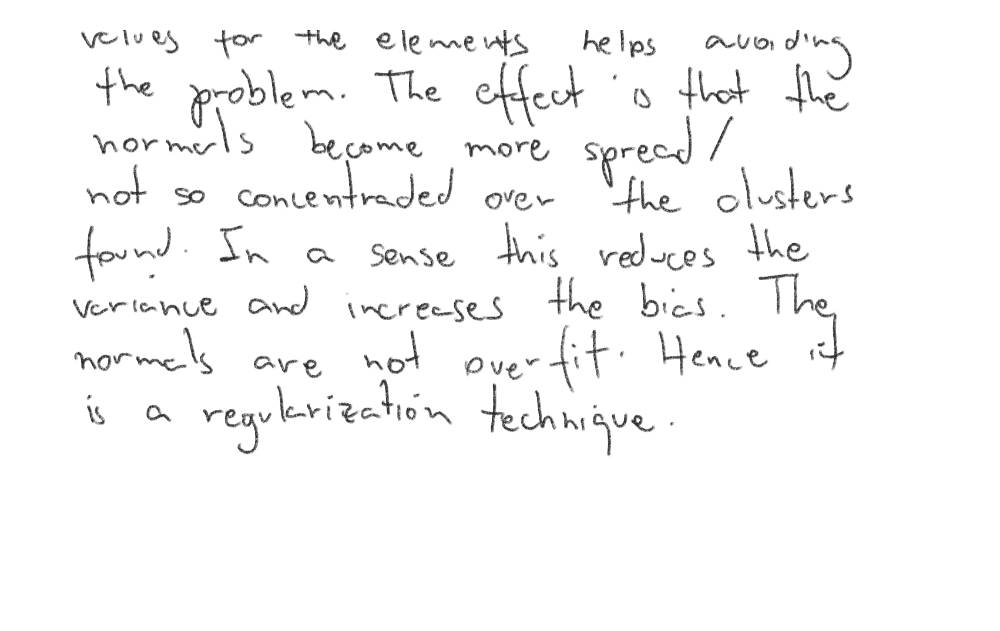 values for the elements helps avoiding
the problem. The effect is that the
normals become more spread/
not so concentraded over the clusters
found. In a sense this reduces the
variance and increases the bias. The
normals are not overfit. Hence it
is a regularization technique.